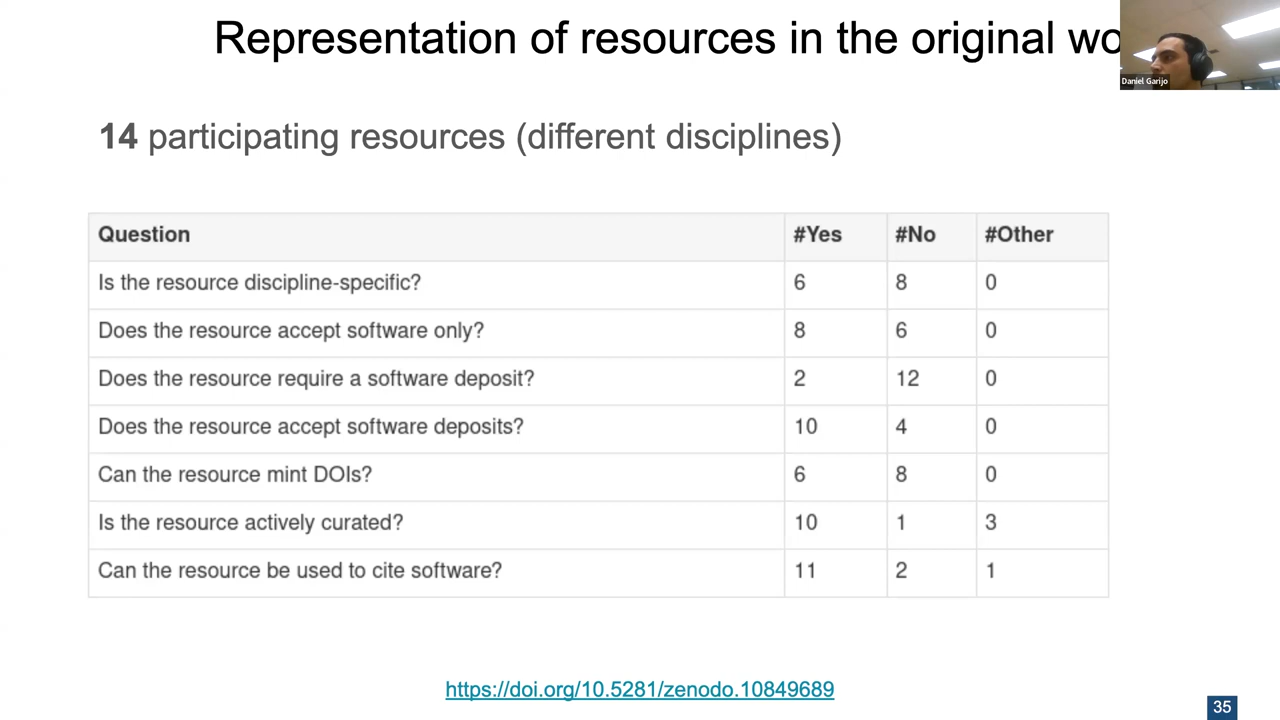 Representation of resources in the original wo
Daniel Garijo
14 participating resources (different disciplines)
Question #Yes #No #Other
Is the resource discipline-specific? 6 8 0
Does the resource accept software only? 8 6 0
Does the resource require a software deposit? 2 12 0
Does the resource accept software deposits? 10 4 0
Can the resource mint DOIs? 6 8 0
Is the resource actively curated? 10 1 3
Can the resource be used to cite software? 11 2 1
https://doi.org/10.5281/zenodo.10849689
35